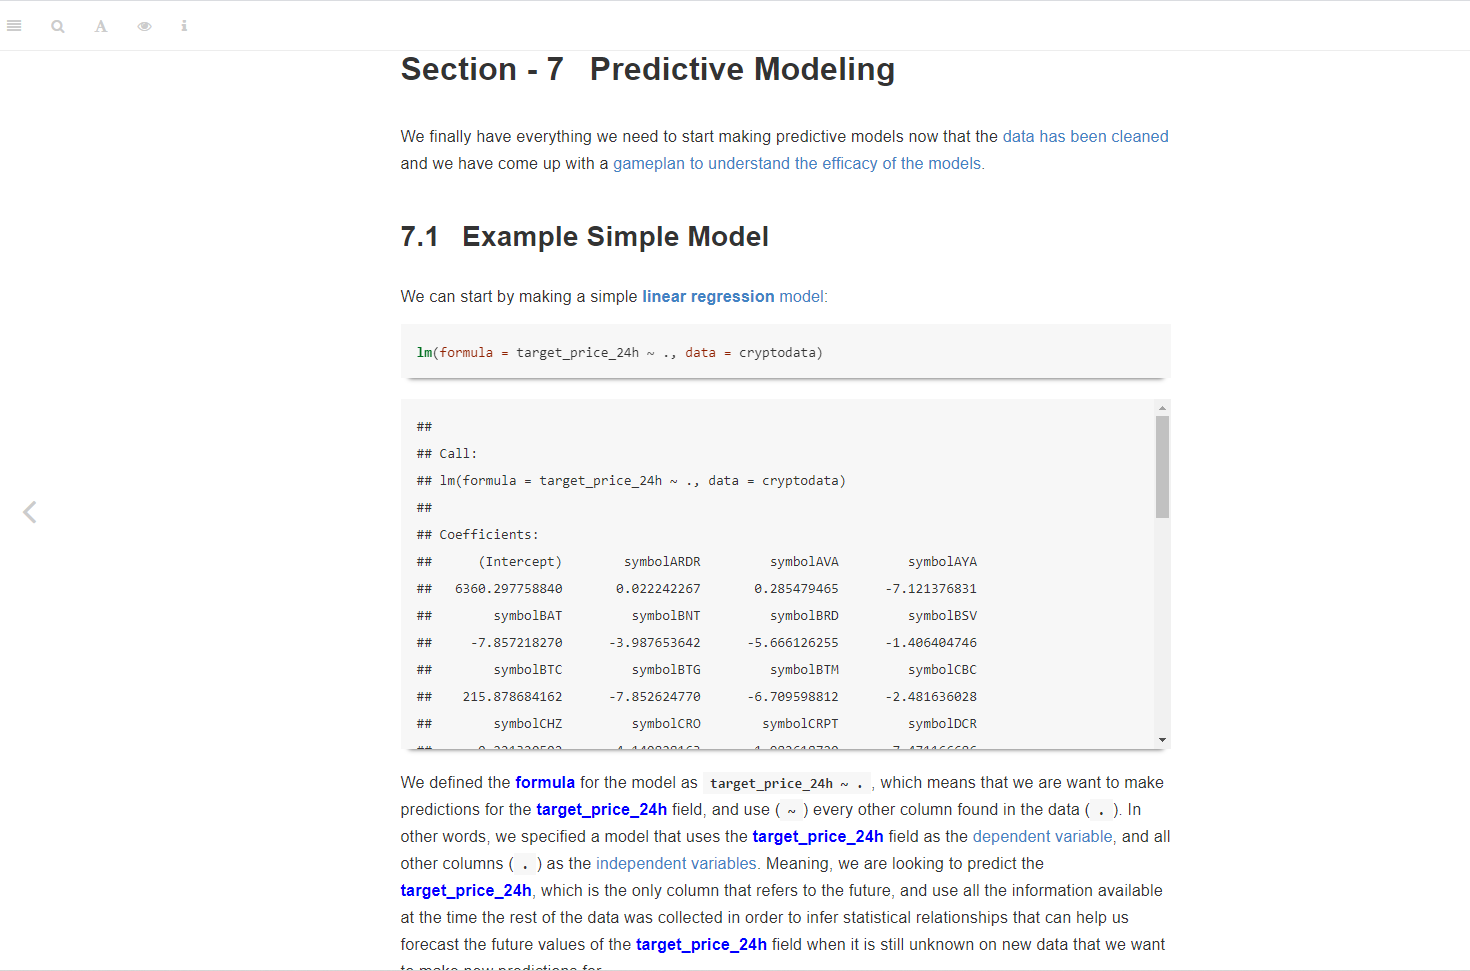 Section - 7 Predictive Modeling
We finally have everything we need to start making predictive models now that the data has been cleaned
and we have come up with a gameplan to understand the efficacy of the models.
7.1 Example Simple Model
We can start by making a simple linear regression model:
lm(formula = target_price_24h ~ ., data = cryptodata)
##
## Call:
## lm(formula = target_price_24h ~ ., data = cryptodata)
##
## Coefficients:
## (Intercept) symbolARDR symbolAVA symbolAYA
## 6360.297758840 0.022242267 0.285479465 -7.121376831
## symbolBAT symbolBNT symbolBRD symbolBSV
## -7.857218270 -3.987653642 -5.666126255 -1.406404746
## symbolBTC symbolBTG symbolBTM symbolCBC
## 215.878684162 -7.852624770 -6.709598812 -2.481636028
## symbolCHZ symbolCRO symbolCRPT symbolDCR
##
We defined the formula for the model as target_price_24h ~ . , which means that we are want to make
predictions for the target_price_24h field, and use ( ~ ) every other column found in the data ( . ). In
other words, we specified a model that uses the target_price_24h field as the dependent variable, and all
other columns ( . ) as the independent variables. Meaning, we are looking to predict the
target_price_24h, which is the only column that refers to the future, and use all the information available
at the time the rest of the data was collected in order to infer statistical relationships that can help us
forecast the future values of the target_price_24h field when it is still unknown on new data that we want
to make new predictions for.